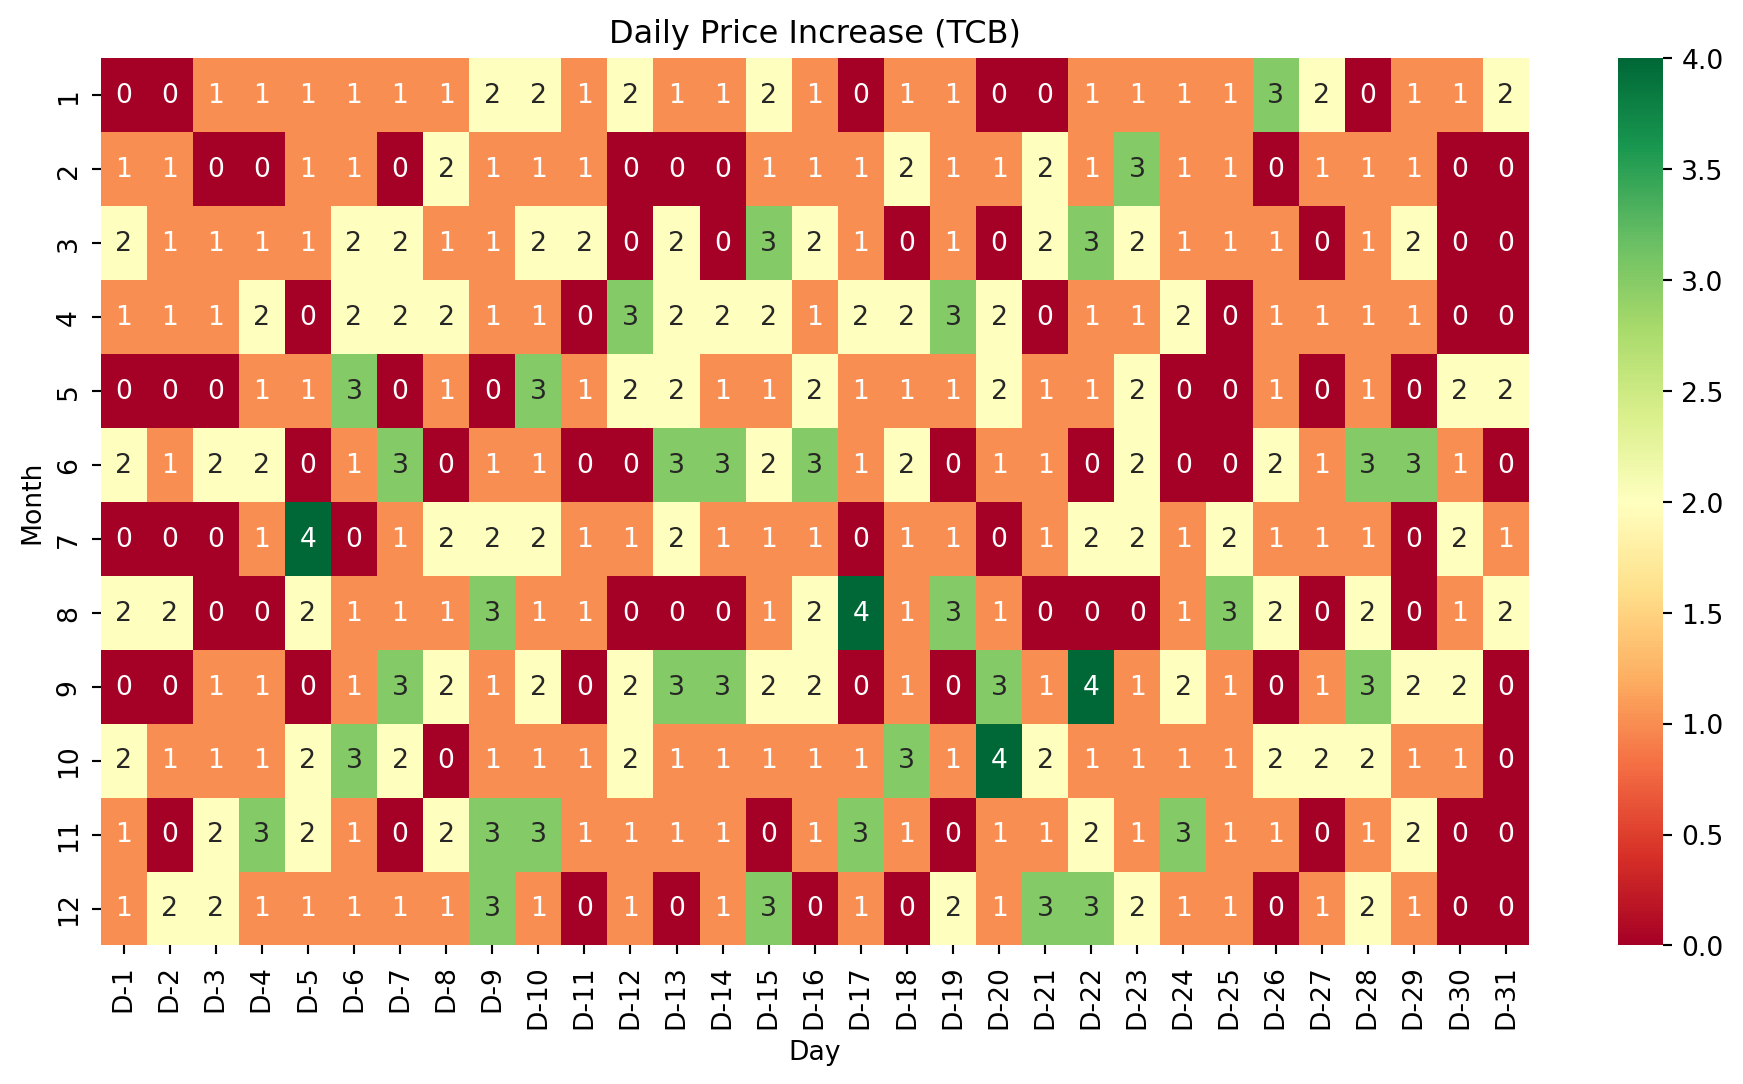 Daily Price Increase (TCB)
Month
1 0 0 1 1 1 1 1 1 2 2 1 2 1 1 2 1 0 1 1 0 0 1 1 1 1 3 2 0 1 1 2
2 1 1 0 0 1 1 0 2 1 1 1 0 0 0 1 1 1 2 1 1 2 1 3 1 1 0 1 1 1 0 0
3 2 1 1 1 1 2 2 1 1 2 2 0 2 0 3 2 1 0 1 0 2 3 2 1 1 1 0 1 2 0 0
4 1 1 1 2 0 2 2 2 1 1 0 3 2 2 2 1 2 2 3 2 0 1 1 2 0 1 1 1 1 0 0
5 0 0 0 1 1 3 0 1 0 3 1 2 2 1 1 2 1 1 1 2 1 1 2 0 0 1 0 1 0 2 2
6 2 1 2 2 0 1 3 0 1 1 0 0 3 3 2 3 1 2 0 1 1 0 2 0 0 2 1 3 3 1 0
7 0 0 0 1 4 0 1 2 2 2 1 1 2 1 1 1 0 1 1 0 1 2 2 1 2 1 1 1 0 2 1
8 2 2 0 0 2 1 1 1 3 1 1 0 0 0 1 2 4 1 3 1 0 0 0 1 3 2 0 2 0 1 2
9 0 0 1 1 0 1 3 2 1 2 0 2 3 3 2 2 0 1 0 3 1 4 1 2 1 0 1 3 2 2 0
10 2 1 1 1 2 3 2 0 1 1 1 2 1 1 1 1 1 3 1 4 2 1 1 1 1 2 2 2 1 1 0
11 1 0 2 3 2 1 0 2 3 3 1 1 1 1 0 1 3 1 0 1 1 2 1 3 1 1 0 1 2 0 0
12 1 2 2 1 1 1 1 1 3 1 0 1 0 1 3 0 1 0 2 1 3 3 2 1 1 0 1 2 1 0 0
D-1 D-2 D-3 D-4 D-5 D-6 D-7 D-8 D-9 D-10 D-11 D-12 D-13 D-14 D-15 D-16 D-17 D-18 D-19 D-20 D-21 D-22 D-23 D-24 D-25 D-26 D-27 D-28 D-29 D-30 D-31
Day
4.0
3.5
3.0
2.5
2.0
1.5
1.0
0.5
0.0